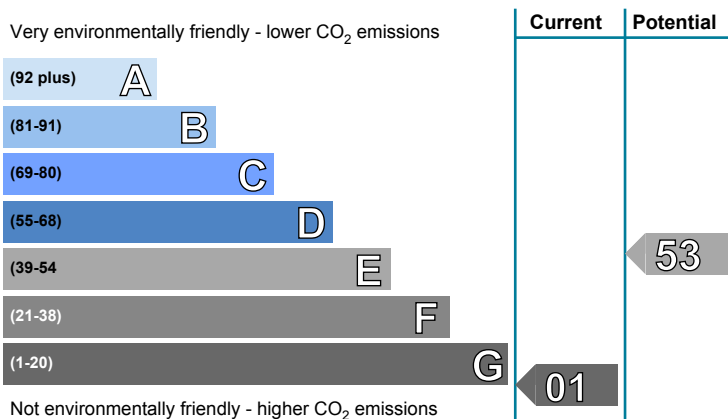 Current Potential
Very environmentally friendly - lower CO2 emissions
(92 plus) A
(81-91) B
(69-80) C
(55-68) D
(39-54 E
53
(21-38) F
(1-20) G
01
Not environmentally friendly - higher CO2 emissions